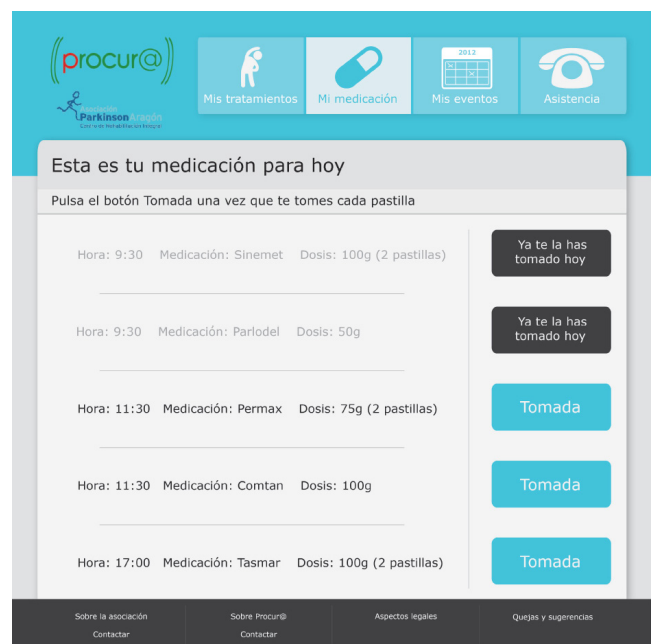 ((procur@))
2012
Mis tratamientos
Mi medicación
Mis eventos
Asistencia
Asociación
Parkinson Aragón
Esta es tu medicación para hoy
Pulsa el botón Tomada una vez que te tomes cada pastilla
Hora: 9:30 Medicación: Sinemet Dosis: 100g (2 pastillas)
Ya te la has
tomado hoy
Hora: 9:30 Medicación: Parlodel Dosis: 50g
Ya te la has
tomado hoy
Hora: 11:30 Medicación: Permax Dosis: 75g (2 pastillas)
Tomada
Hora: 11:30 Medicación: Comtan Dosis: 100g
Tomada
Hora: 17:00 Medicación: Tasmar Dosis: 100g (2 pastillas)
Tomada
Sobre la asociación
Sobre Procur@
Aspectos legales
Quejas y sugerencias
Contactar
Contactar